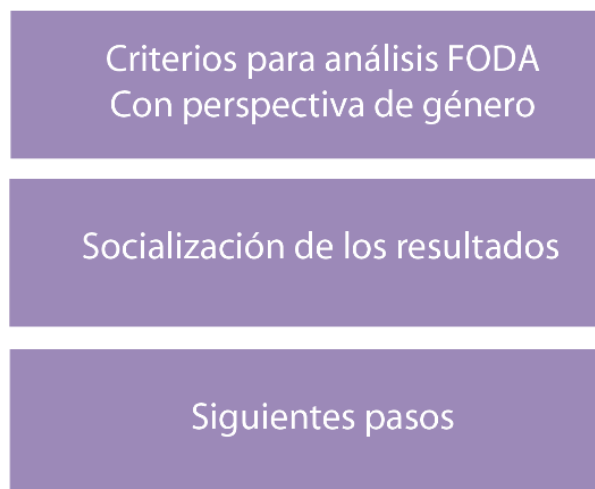 Criterios para análisis FODA
Con perspectiva de género
Socialización de los resultados
Siguientes pasos